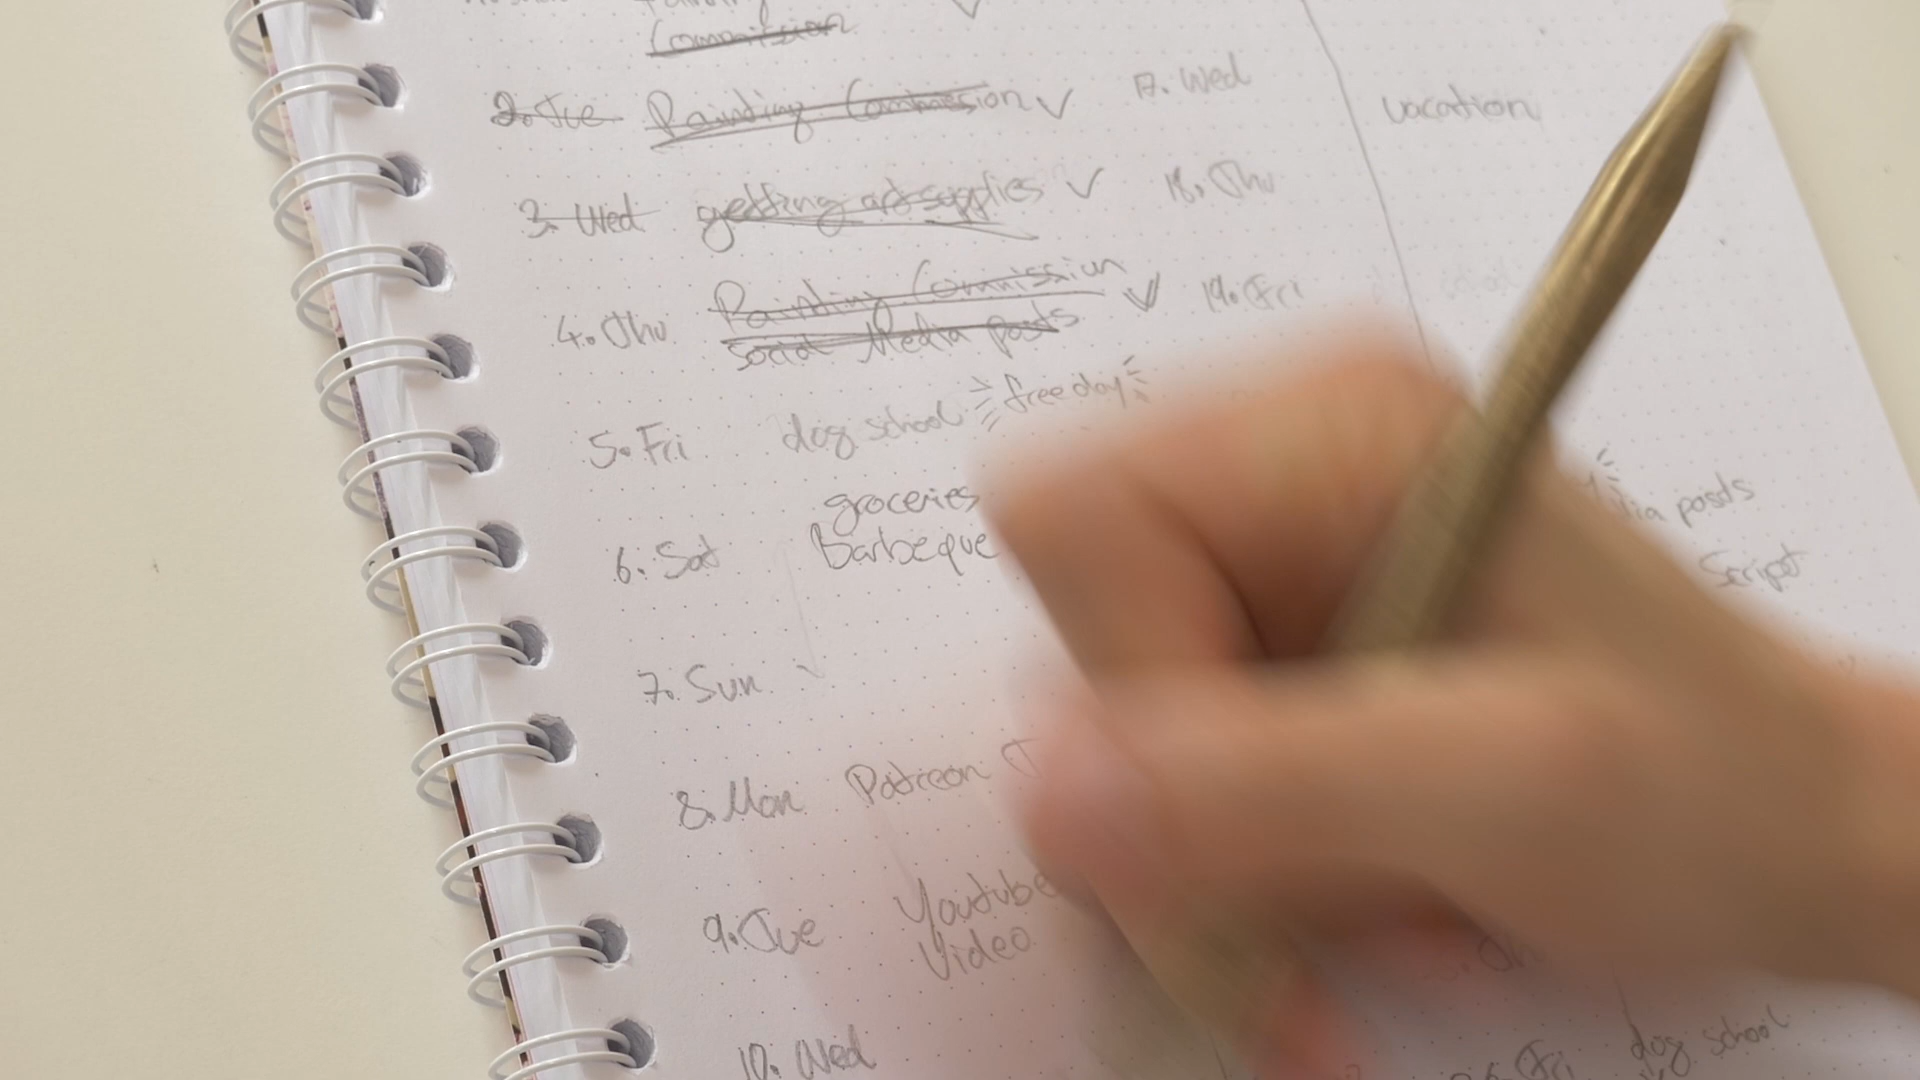 Commission
2. Tue Painting Commission ✓ 17. Wed vacation
3. Wed getting art supplies ✓ 18. Thu
4. Thu Painting Commission ✓ 19. Fri
social Media posts
5. Fri dog school free day
groceries posts
6. Sat Barbeque Script
7. Sun
8. Mon Patreon
9. Tue Youtube
Video
10. Wed
Fri dog school